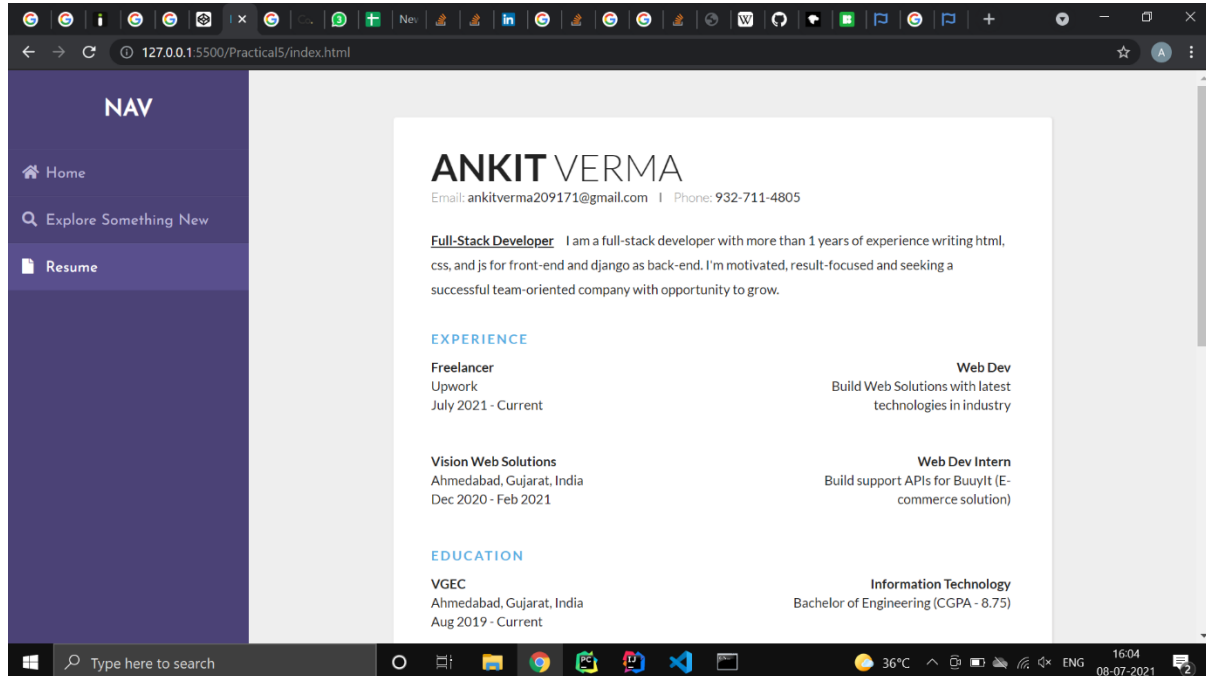 Nev
127.0.0.1:5500/Practical5/index.html
A
NAV
Home
Explore Something New
Resume
ANKIT VERMA
Email: ankitverma209171@gmail.com | Phone: 932-711-4805
Full-Stack Developer I am a full-stack developer with more than 1 years of experience writing html,
css, and js for front-end and django as back-end. I'm motivated, result-focused and seeking a
successful team-oriented company with opportunity to grow.
EXPERIENCE
Freelancer
Upwork
July 2021 - Current
Web Dev
Build Web Solutions with latest
technologies in industry
Vision Web Solutions
Ahmedabad, Gujarat, India
Dec 2020 - Feb 2021
Web Dev Intern
Build support APIs for BuuyIt (E-
commerce solution)
EDUCATION
VGEC
Ahmedabad, Gujarat, India
Aug 2019 - Current
Information Technology
Bachelor of Engineering (CGPA - 8.75)
Type here to search
36°C
ENG
16:04
08-07-2021
2